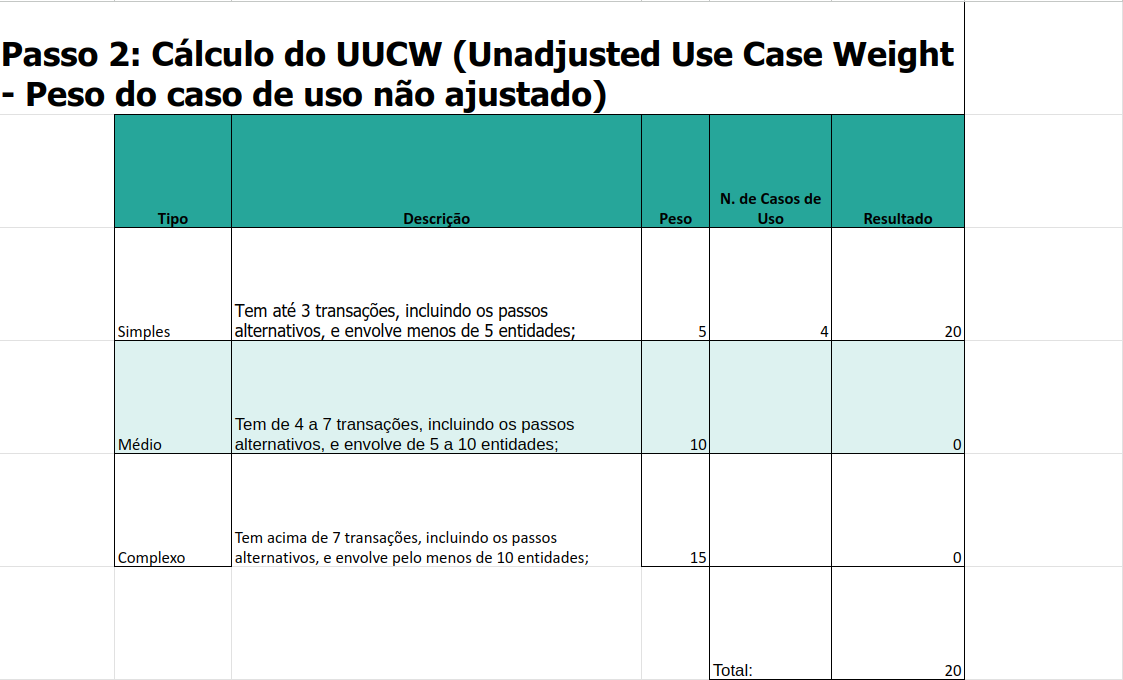 Passo 2: Cálculo do UUCW (Unadjusted Use Case Weight
- Peso do caso de uso não ajustado)
Tipo Descrição Peso N. de Casos de
Uso Resultado
Tem até 3 transações, incluindo os passos
Simples alternativos, e envolve menos de 5 entidades; 5 4 20
Tem de 4 a 7 transações, incluindo os passos
Médio alternativos, e envolve de 5 a 10 entidades; 10 0
Tem acima de 7 transações, incluindo os passos
Complexo alternativos, e envolve pelo menos de 10 entidades; 15 0
Total: 20